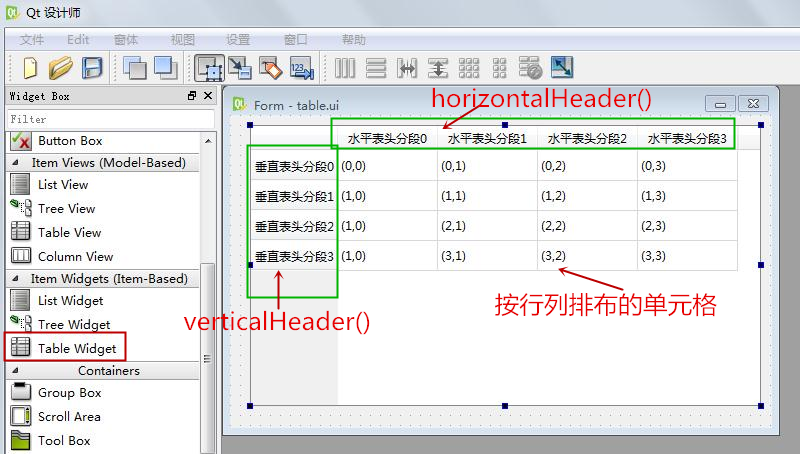 Qt 设计师
文件 Edit 窗体 视图 设置 窗口 帮助
123
Widget Box
Filter
Button Box
Item Views (Model-Based)
List View
Tree View
Table View
Column View
Item Widgets (Item-Based)
List Widget
Tree Widget
Table Widget
Containers
Group Box
Scroll Area
Tool Box
Form - table.ui
horizontalHeader()
水平表头分段0 水平表头分段1 水平表头分段2 水平表头分段3
垂直表头分段0 (0,0) (0,1) (0,2) (0,3)
垂直表头分段1 (1,0) (1,1) (1,2) (1,3)
垂直表头分段2 (1,0) (2,1) (2,2) (2,3)
垂直表头分段3 (1,0) (3,1) (3,2) (3,3)
verticalHeader()
按行列排布的单元格